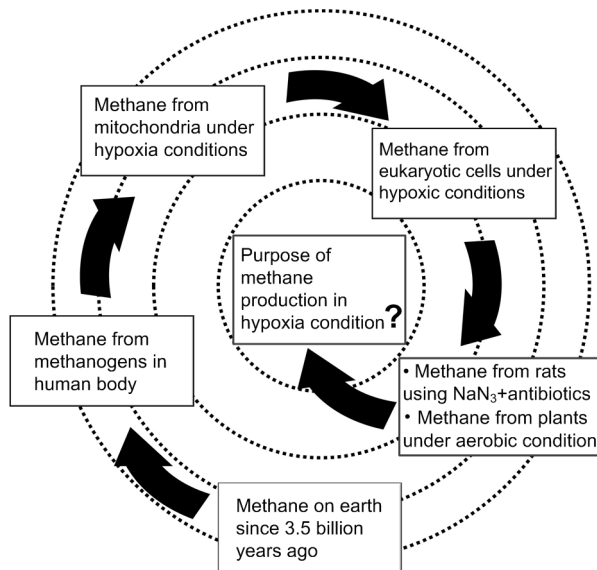 Methane from
mitochondria under
hypoxia conditions
Methane from
eukaryotic cells under
hypoxic conditions
Purpose of
methane
production in
hypoxia condition?
Methane from
methanogens in
human body
• Methane from rats
using NaN₃+antibiotics
• Methane from plants
under aerobic condition
Methane on earth
since 3.5 billion
years ago